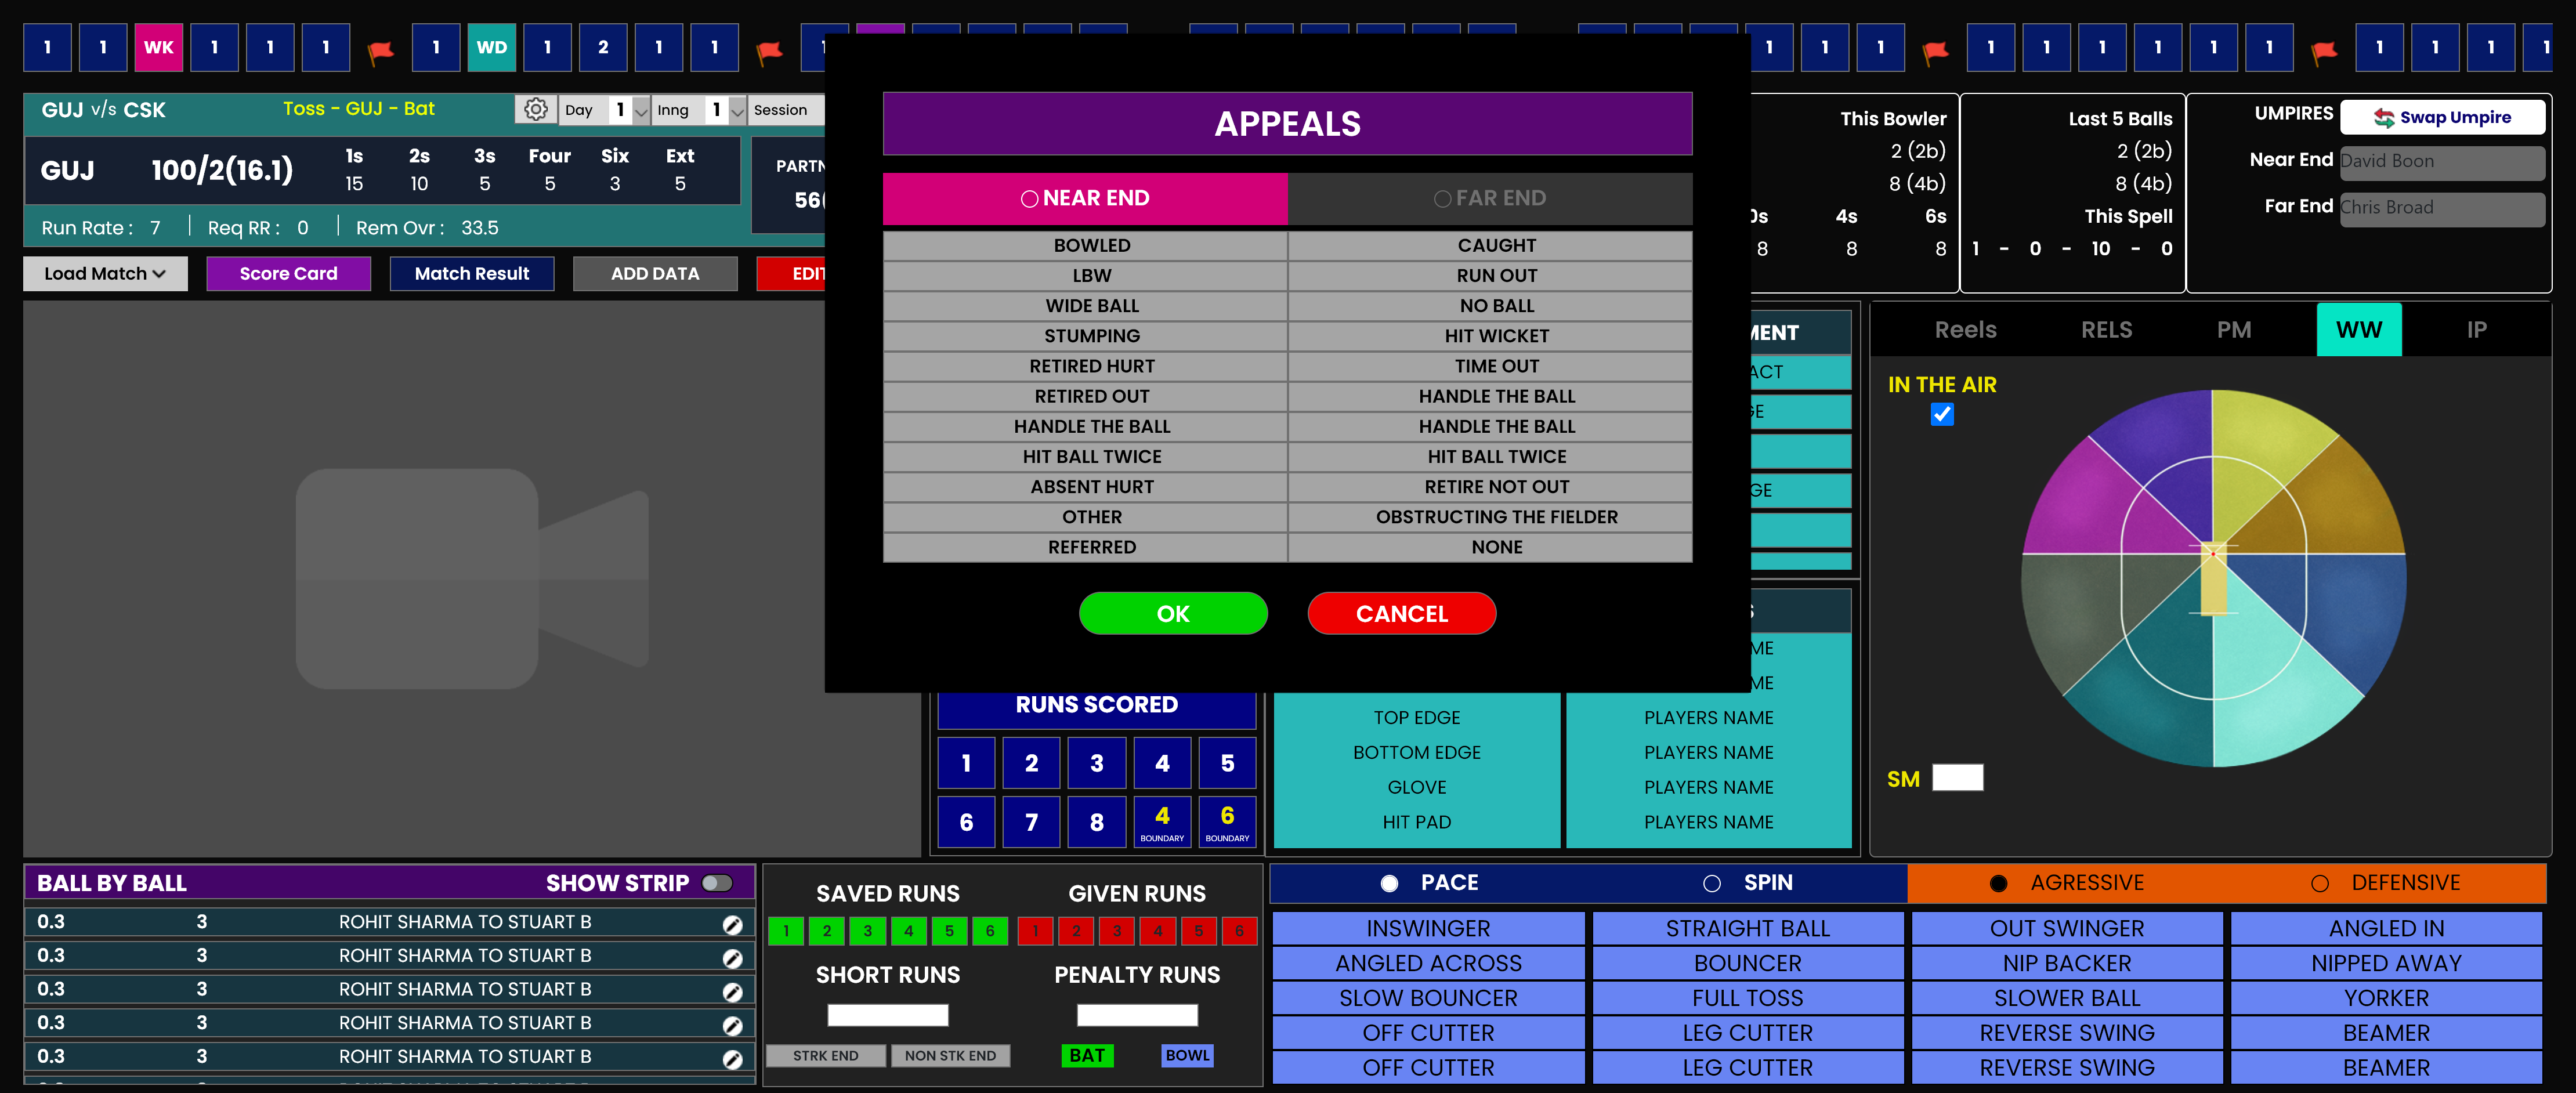 1 1 WK 1 1 1 1 WD 1 2 1 1 1 1 1 1 1 1 1 1 1 1 1 1 1 1
GUJ v/s CSK Toss - GUJ - Bat Day 1 Inng 1 Session
GUJ 100/2(16.1)
1s 2s 3s Four Six Ext
15 10 5 5 3 5
Run Rate : 7 Req RR : 0 Rem Ovr : 33.5
Load Match Score Card Match Result ADD DATA
APPEALS
NEAR END FAR END
BOWLED CAUGHT
LBW RUN OUT
WIDE BALL NO BALL
STUMPING HIT WICKET
RETIRED HURT TIME OUT
RETIRED OUT HANDLE THE BALL
HANDLE THE BALL HANDLE THE BALL
HIT BALL TWICE HIT BALL TWICE
ABSENT HURT RETIRE NOT OUT
OTHER OBSTRUCTING THE FIELDER
REFERRED NONE
OK CANCEL
This Bowler
2 (2b)
8 (4b)
4s 6s
8 8 8
Last 5 Balls
2 (2b)
8 (4b)
This Spell
1 - 0 - 10 - 0
UMPIRES Swap Umpire
Near End David Boon
Far End Chris Broad
Reels RELS PM WW IP
IN THE AIR
SM
RUNS SCORED
1 2 3 4 5
6 7 8 4 BOUNDARY 6 BOUNDARY
TOP EDGE PLAYERS NAME
BOTTOM EDGE PLAYERS NAME
GLOVE PLAYERS NAME
HIT PAD PLAYERS NAME
BALL BY BALL SHOW STRIP
0.3 3 ROHIT SHARMA TO STUART B
0.3 3 ROHIT SHARMA TO STUART B
0.3 3 ROHIT SHARMA TO STUART B
0.3 3 ROHIT SHARMA TO STUART B
0.3 3 ROHIT SHARMA TO STUART B
SAVED RUNS GIVEN RUNS
1 2 3 4 5 6 1 2 3 4 5 6
SHORT RUNS PENALTY RUNS
STRK END NON STK END BAT BOWL
PACE SPIN AGRESSIVE DEFENSIVE
INSWINGER STRAIGHT BALL OUT SWINGER ANGLED IN
ANGLED ACROSS BOUNCER NIP BACKER NIPPED AWAY
SLOW BOUNCER FULL TOSS SLOWER BALL YORKER
OFF CUTTER LEG CUTTER REVERSE SWING BEAMER
OFF CUTTER LEG CUTTER REVERSE SWING BEAMER